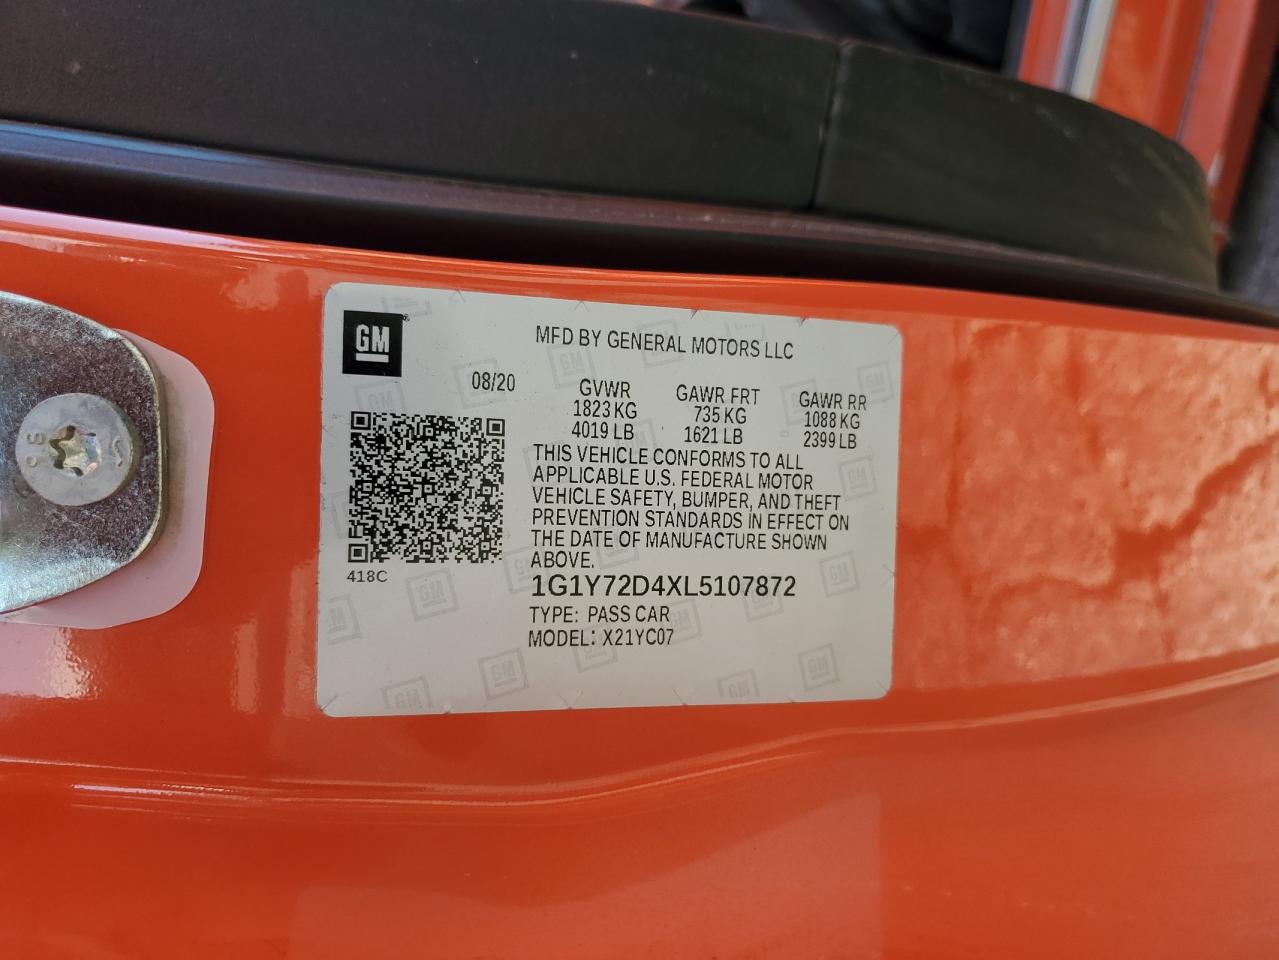 GM
MFD BY GENERAL MOTORS LLC
08/20
GVWR
1823 KG
4019 LB
GAWR FRT
735 KG
1621 LB
GAWR RR
1088 KG
2399 LB
THIS VEHICLE CONFORMS TO ALL
APPLICABLE U.S. FEDERAL MOTOR
VEHICLE SAFETY, BUMPER, AND THEFT
PREVENTION STANDARDS IN EFFECT ON
THE DATE OF MANUFACTURE SHOWN
ABOVE.
418C
1G1Y72D4XL5107872
TYPE: PASS CAR
MODEL: X21YC07